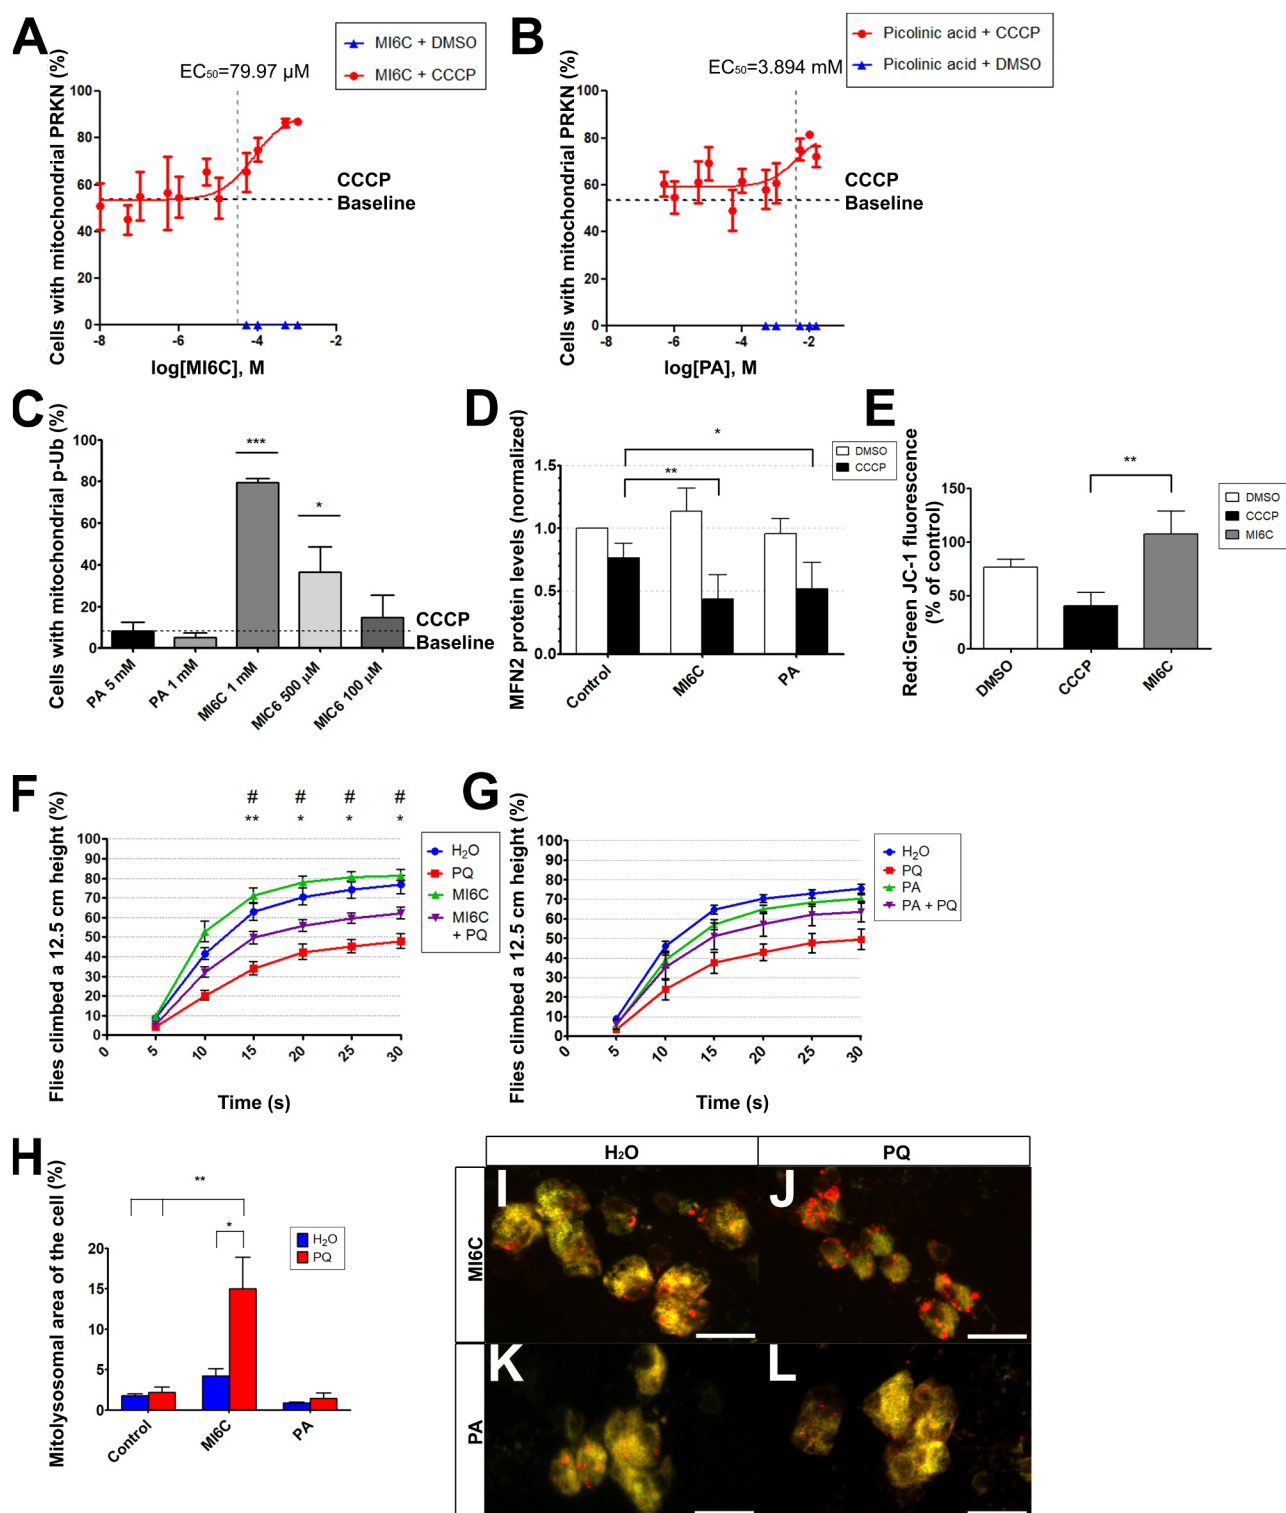 A
MI6C + DMSO
MI6C + CCCP
EC₅₀=79.97 µM
Cells with mitochondrial PRKN (%)
100
80
60
40
20
0
CCCP
Baseline
-8
-6
-4
-2
log[MI6C], M
B
Picolinic acid + CCCP
Picolinic acid + DMSO
EC₅₀=3.894 mM
Cells with mitochondrial PRKN (%)
100
80
60
40
20
0
CCCP
Baseline
-8
-6
-4
-2
log[PA], M
C
Cells with mitochondrial p-Ub (%)
100
80
60
40
20
0
***
*
CCCP
Baseline
PA 5 mM
PA 1 mM
MI6C 1 mM
MIC6 500 µM
MIC6 100 µM
D
MFN2 protein levels (normalized)
1.5
1.0
0.5
0.0
*
**
DMSO
CCCP
Control
MI6C
PA
E
Red:Green JC-1 fluorescence
(% of control)
150
100
50
0
**
DMSO
CCCP
MI6C
DMSO
CCCP
MI6C
F
Flies climbed a 12.5 cm height (%)
# # # #
** * * *
100
90
80
70
60
50
40
30
20
10
0
H₂O
PQ
MI6C
MI6C
+ PQ
0
5
10
15
20
25
30
Time (s)
G
Flies climbed a 12.5 cm height (%)
100
90
80
70
60
50
40
30
20
10
0
H₂O
PQ
PA
PA + PQ
0
5
10
15
20
25
30
Time (s)
H
Mitolysosomal area of the cell (%)
20
15
10
5
0
**
*
H₂O
PQ
Control
MI6C
PA
H₂O
PQ
MI6C
PA
I
J
K
L